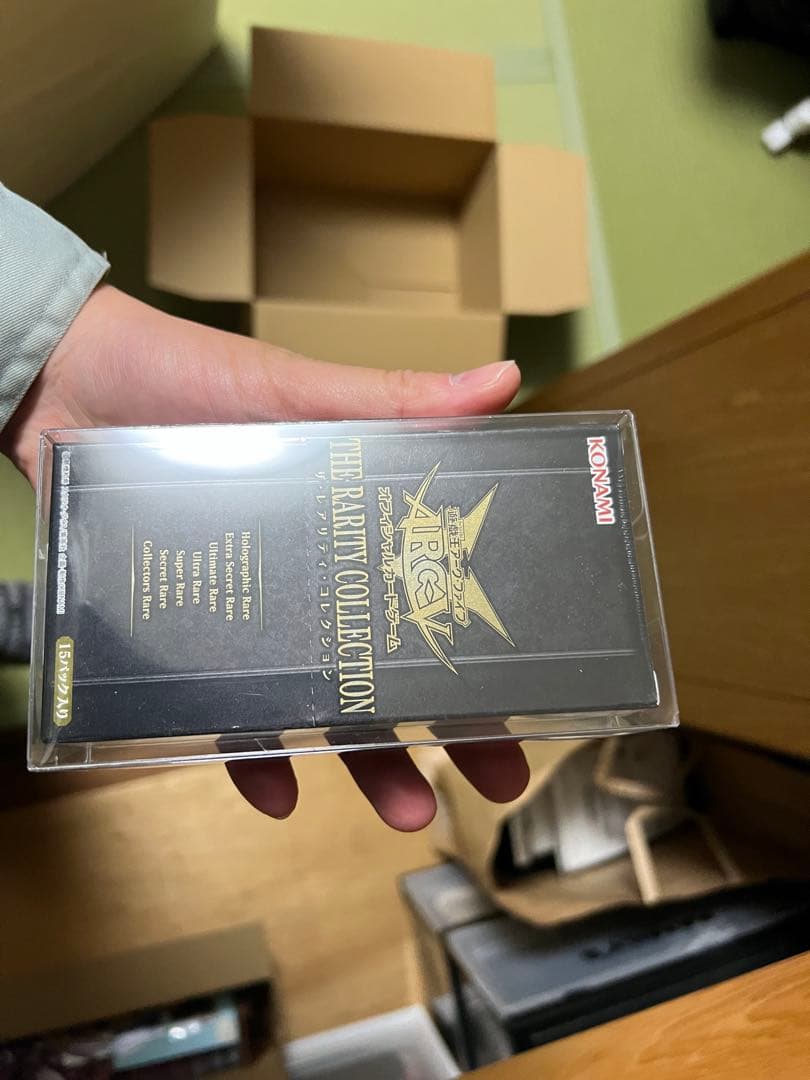 KONAMI
遊戯王アーク・ファイブ
ARC-V
オフィシャルカードゲーム
THE RARITY COLLECTION
ザ・レアリティ・コレクション
Holographic Rare
Extra Secret Rare
Ultimate Rare
Ultra Rare
Super Rare
Secret Rare
Collectors Rare
15パック入り